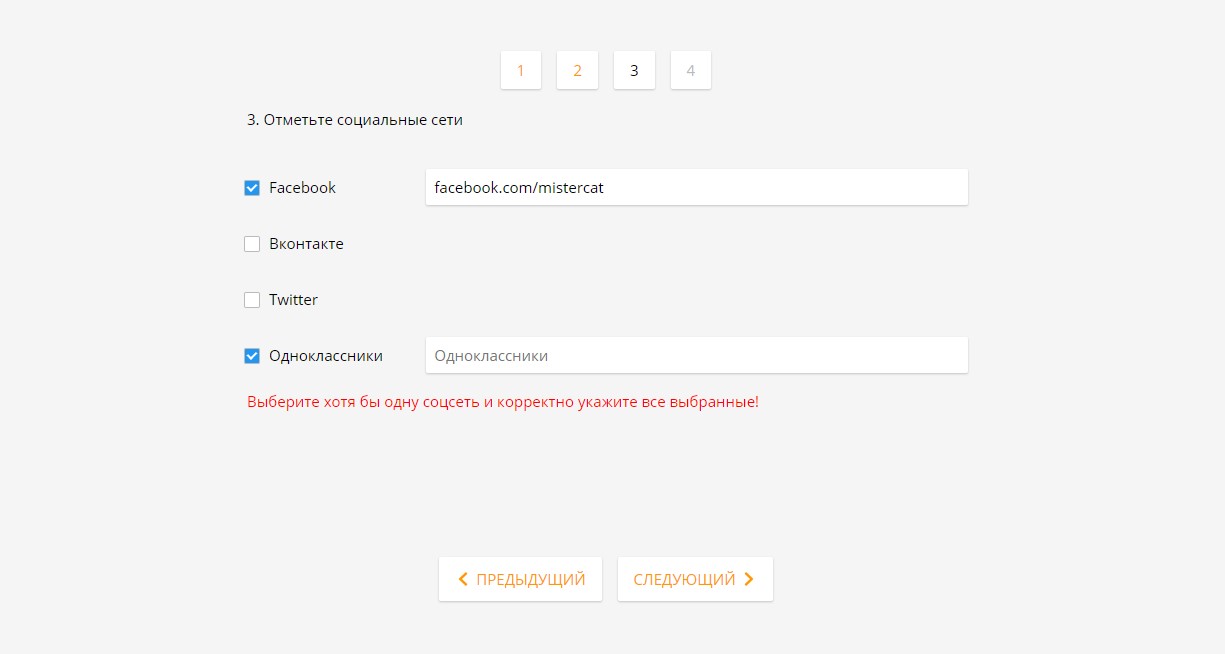 1 2 3 4
3. Отметьте социальные сети
Facebook facebook.com/mistercat
Вконтакте
Twitter
Одноклассники Одноклассники
Выберите хотя бы одну соцсеть и корректно укажите все выбранные!
ПРЕДЫДУЩИЙ СЛЕДУЮЩИЙ